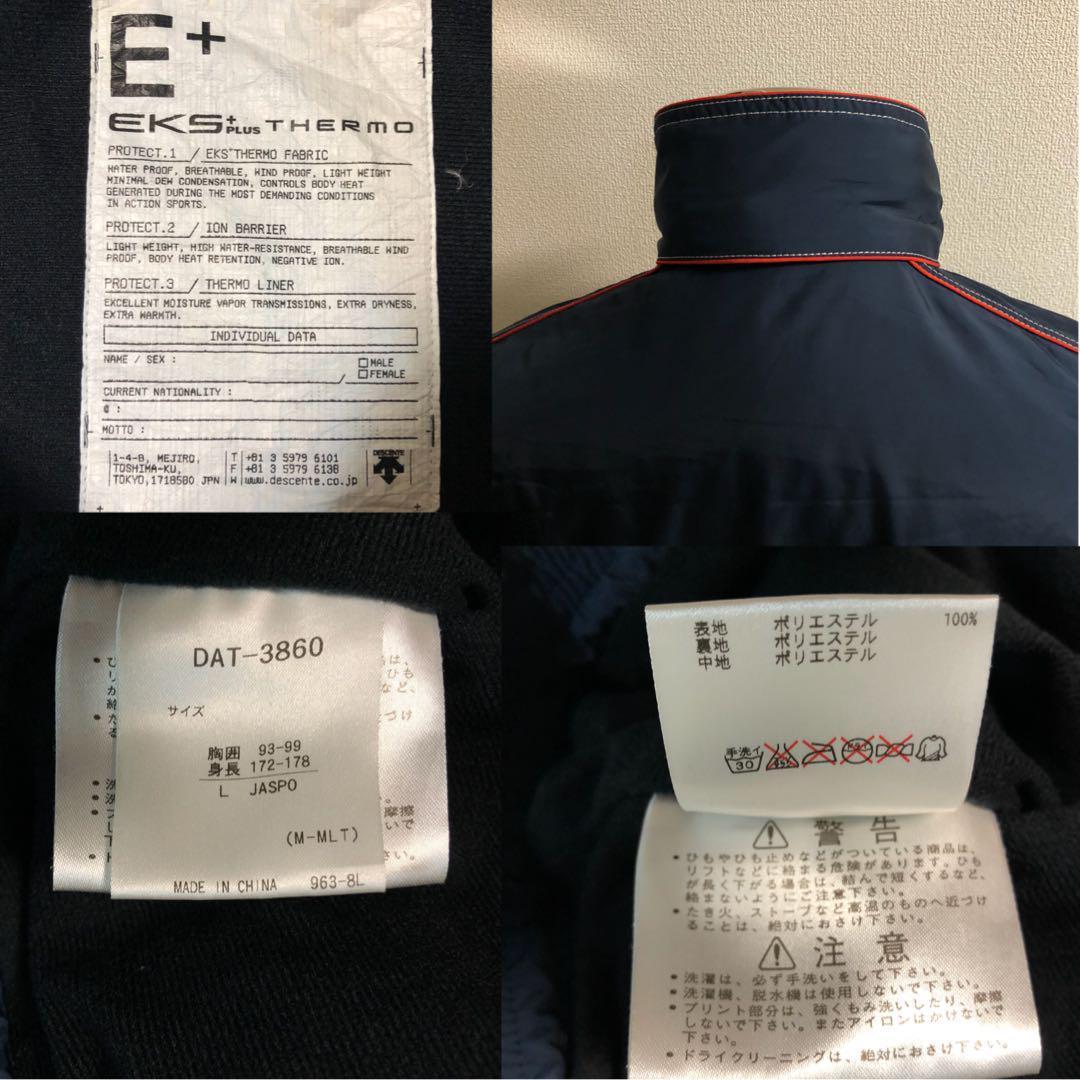 E+
EKS+PLUS THERMO
PROTECT.1 / EKS+THERMO FABRIC
WATER PROOF, BREATHABLE, WIND PROOF, LIGHT WEIGHT
MINIMAL DEW CONDENSATION, CONTROLS BODY HEAT
GENERATED DURING THE MOST DEMANDING CONDITIONS
IN ACTION SPORTS.
PROTECT.2 / ION BARRIER
LIGHT WEIGHT, HIGH WATER-RESISTANCE, BREATHABLE WIND
PROOF, BODY HEAT RETENTION, NEGATIVE ION.
PROTECT.3 / THERMO LINER
EXCELLENT MOISTURE VAPOR TRANSMISSIONS, EXTRA DRYNESS,
EXTRA WARMTH.
INDIVIDUAL DATA
NAME / SEX :
□MALE
/ □FEMALE
CURRENT NATIONALITY :
@ :
MOTTO :
1-4-8, MEJIRO,
TOSHIMA-KU,
TOKYO,1718580 JPN
T +81 3 5979 6101
F +81 3 5979 6138
W www.descente.co.jp
DESCENTE
DAT-3860
サイズ
胸囲 93-99
身長 172-178
L JASPO
(M-MLT)
MADE IN CHINA 963-8L
表地 ポリエステル 100%
裏地 ポリエステル
中地 ポリエステル
手洗イ
30
ドライ
警告
•ひもやひも止めなどがついている商品は、
リフトなどに絡まる危険があります。ひも
が長く下がる場合は、結んで短くするなど、
絡まないようにご注意下さい。
•たき火、ストーブなど高温のものへ近づけ
ることは、絶対におさけ下さい。
注意
•洗濯は、必ず手洗いをして下さい。
•洗濯機、脱水機は使用しないで下さい。
•プリント部分は、強くもみ洗いしたり、摩擦
しないで下さい。またアイロンはかけないで
下さい。
•ドライクリーニングは、絶対におさけ下さい。